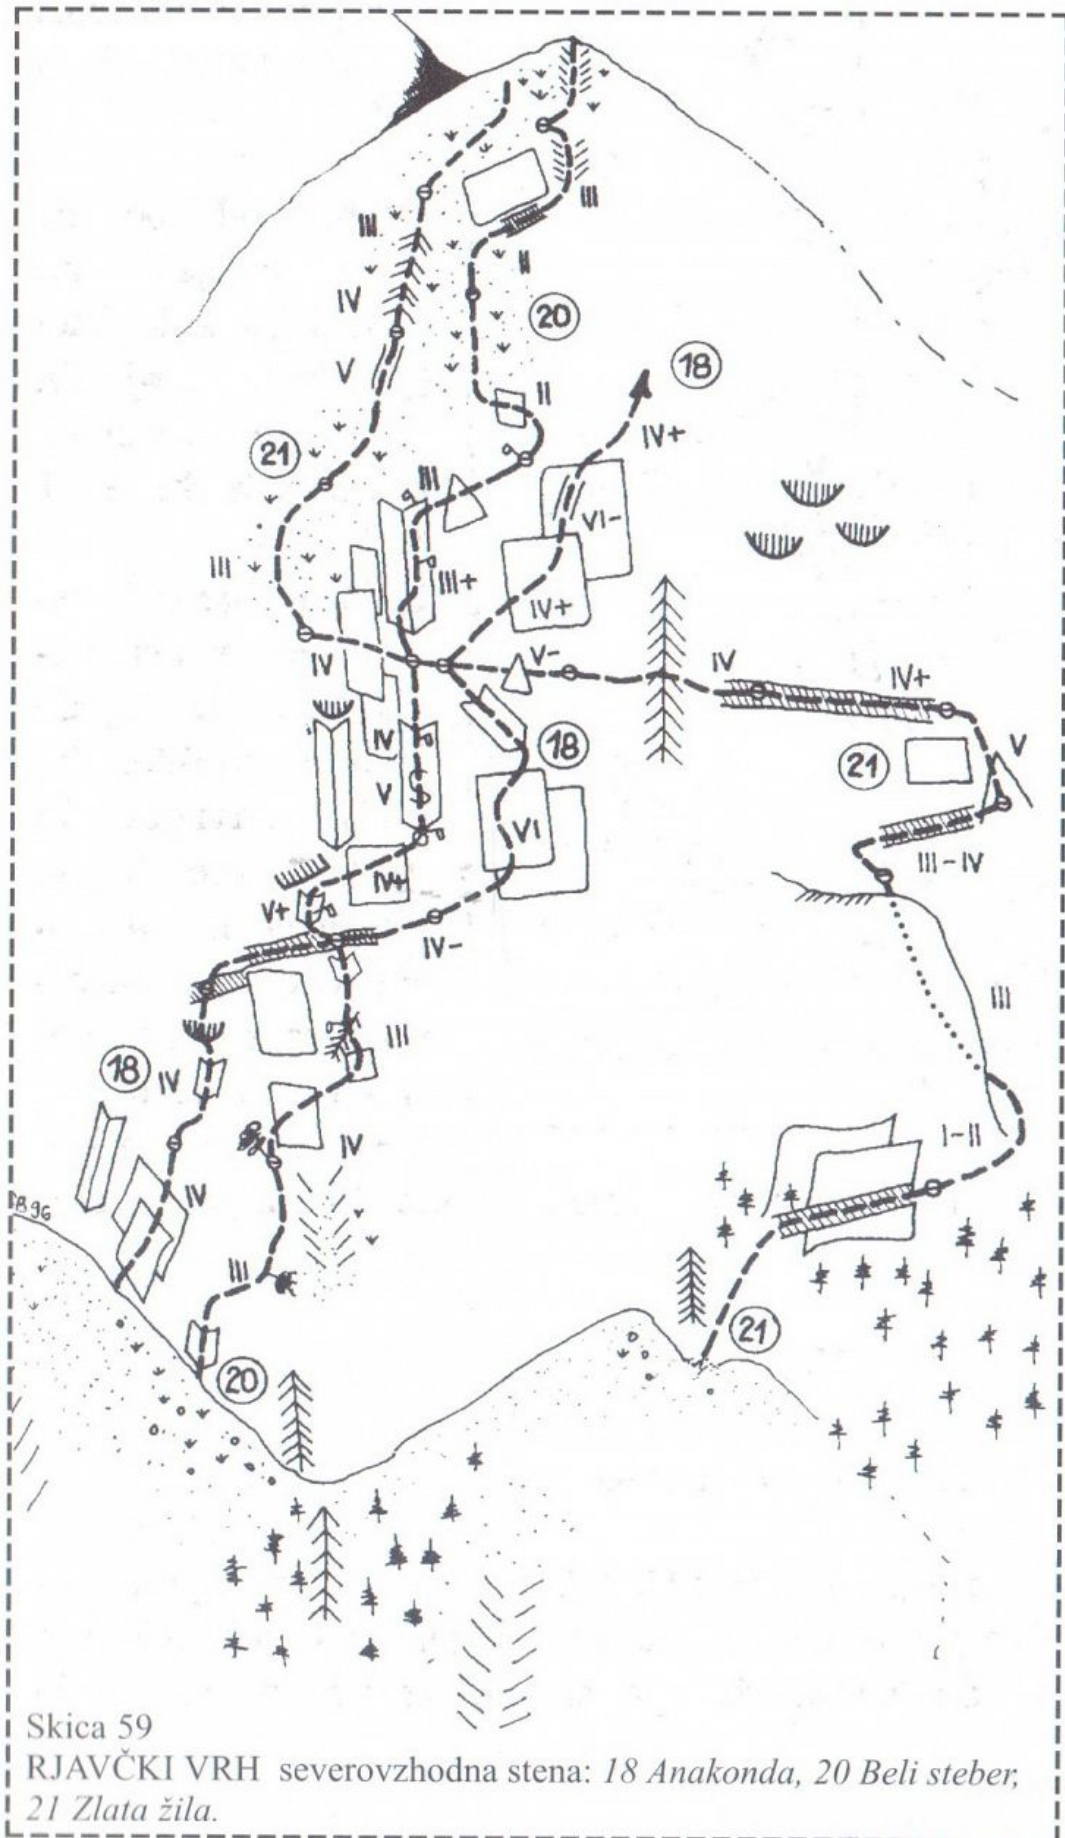 III
III
II
IV
20
V
18
II
IV+
21
III
VI-
III
III+
IV+
IV
V-
IV
IV+
IV
18
21
V
V
VI
III-IV
IV+
V+
IV-
III
III
18
IV
I-II
IV
IV
B96
III
21
20
Skica 59
RJAVČKI VRH severovzhodna stena: 18 Anakonda, 20 Beli steber,
21 Zlata žila.